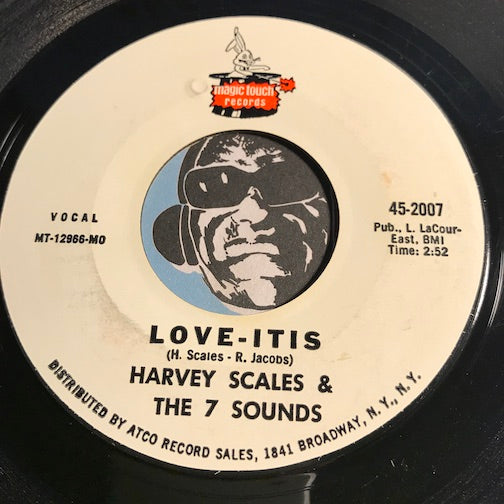 magic touch
records
VOCAL
MT-12966-MO
45-2007
Pub., L. LaCour-
East, BMI
Time: 2:52
LOVE-ITIS
(H. Scales - R. Jacobs)
HARVEY SCALES &
THE 7 SOUNDS
DISTRIBUTED BY ATCO RECORD SALES, 1841 BROADWAY, N.Y., N.Y.